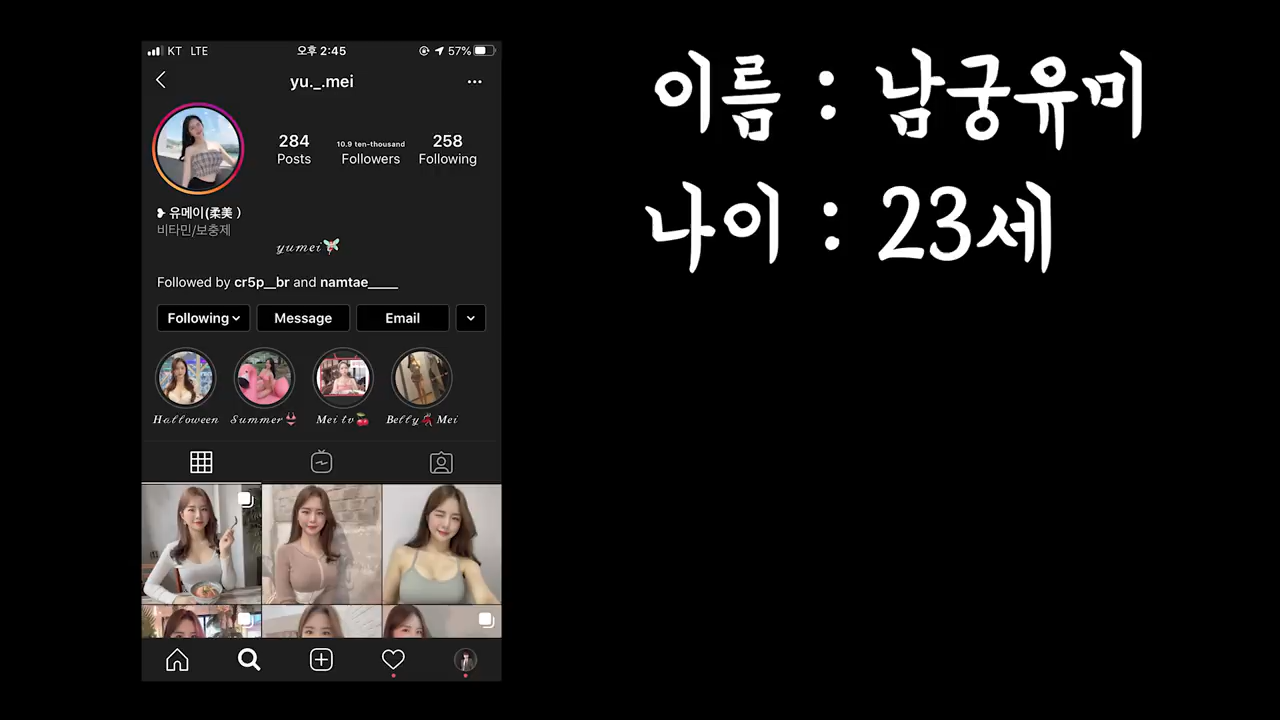 KT LTE 오후 2:45 57%
yu._.mei
284 10.9 ten-thousand 258
Posts Followers Following
❥ 유메이(柔美 )
비타민/보충제
𝓎𝓊𝓂𝑒𝒾🧚
Followed by cr5p__br and namtae_____
Following Message Email
𝐻𝒶𝓁𝓁𝑜𝓌𝑒𝑒𝓃 𝒮𝓊𝓂𝓂𝑒𝓇👙 𝑀𝑒𝒾 𝓉𝓋🍒 𝐵𝑒𝓁𝓁𝓎💃 𝑀𝑒𝒾
이름 : 남궁유미
나이 : 23세